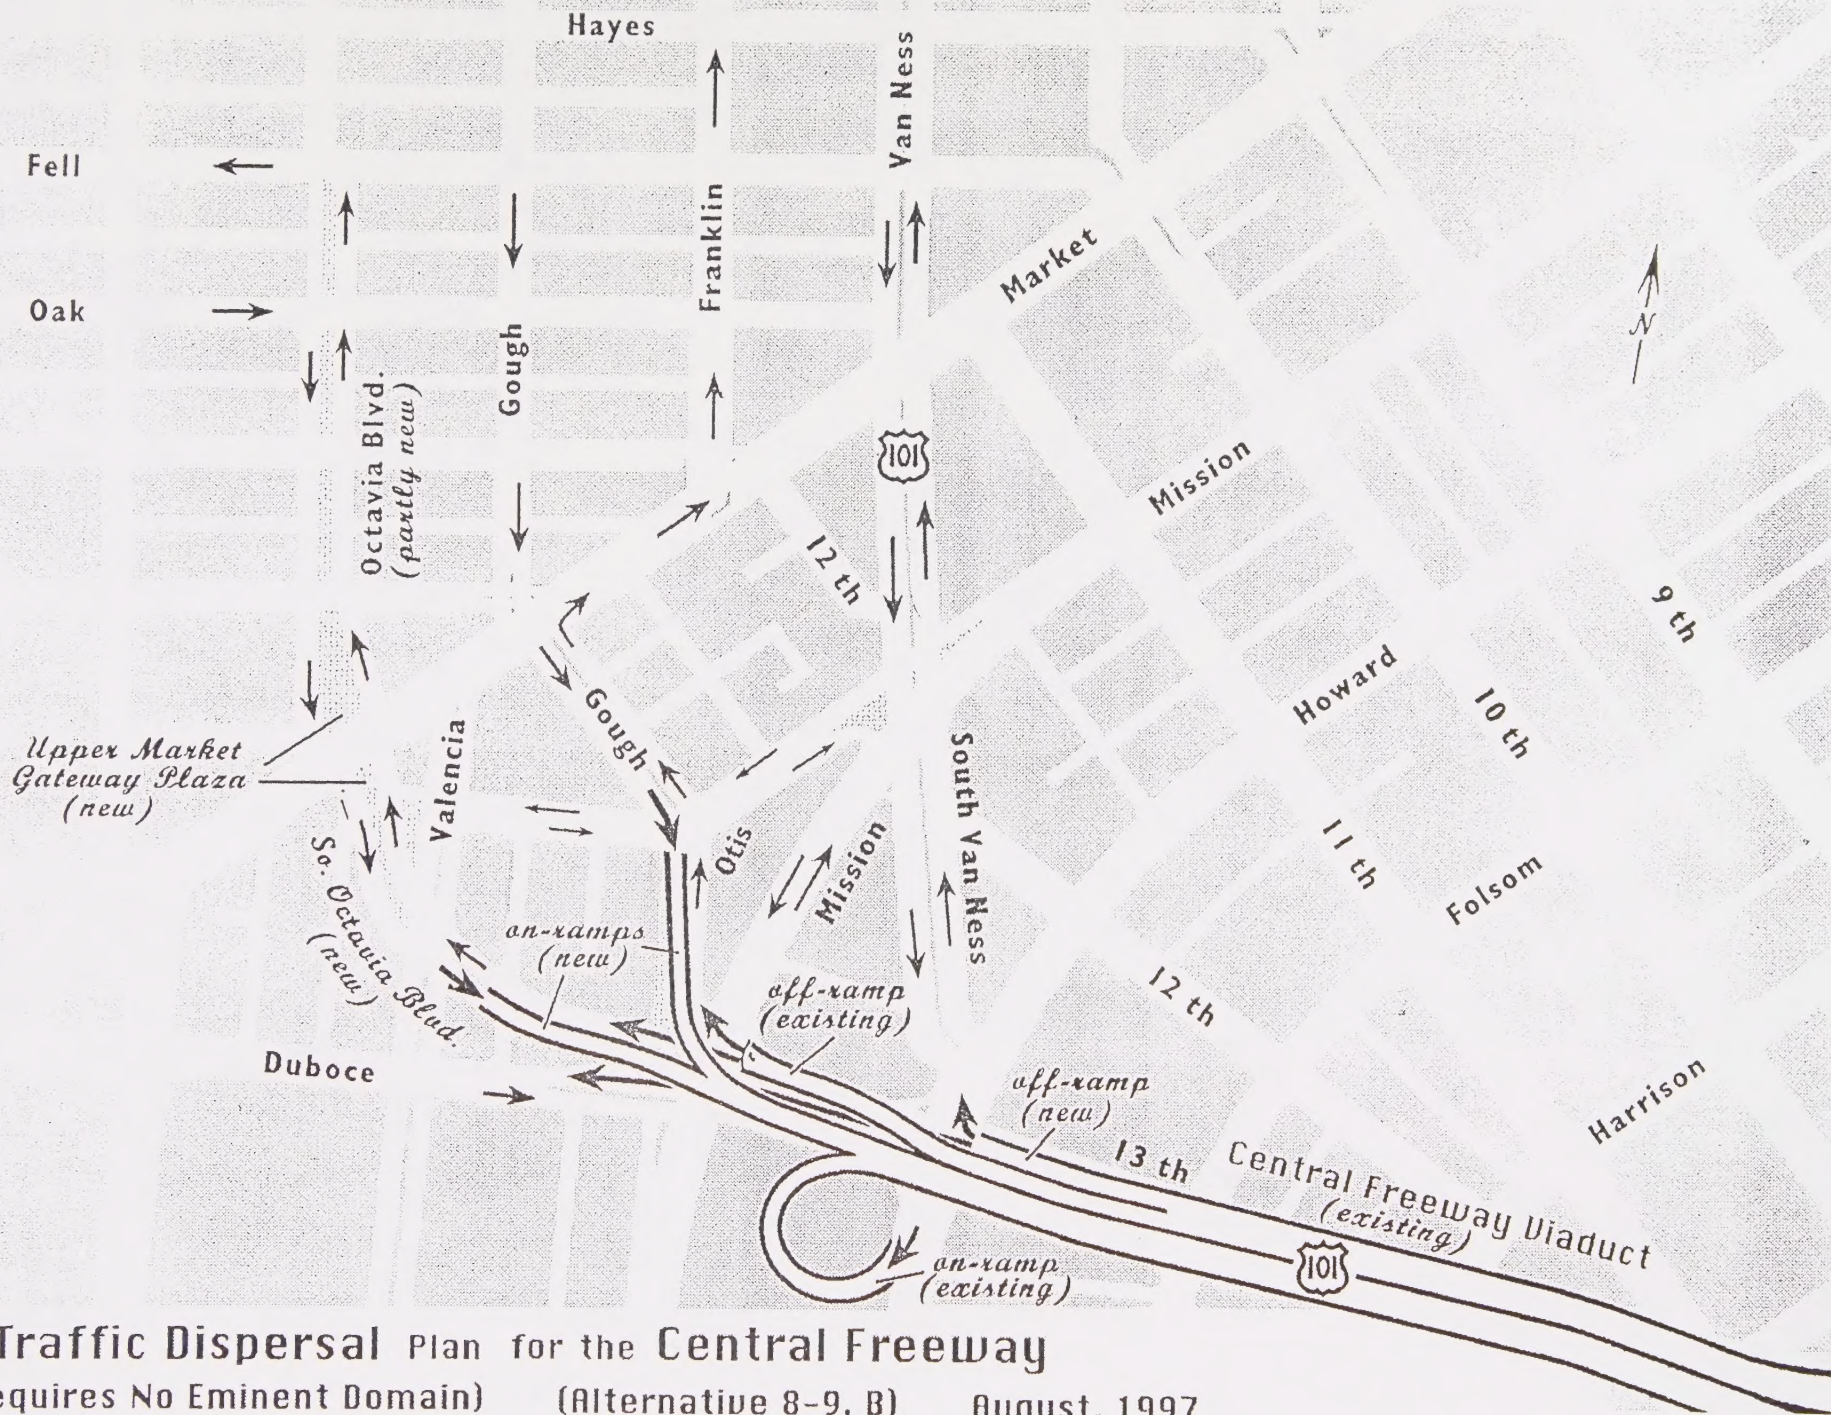 Hayes
Van Ness
Fell
Franklin
Market
Oak
Gough
N
Octavia Blvd.
(partly new)
101
Mission
12 th
9 th
Howard
10 th
Gough
Upper Market
Gateway Plaza
(new)
Valencia
South Van Ness
Otis
Mission
11 th
Folsom
So. Octavia Blvd.
(new)
on-ramps
(new)
off-ramp
(existing)
12 th
Duboce
off-ramp
(new)
Harrison
13 th
Central Freeway Viaduct
(existing)
101
on-ramp
(existing)
Traffic Dispersal Plan for the Central Freeway
equires No Eminent Domain) (Alternative 8-9, B) August, 1997